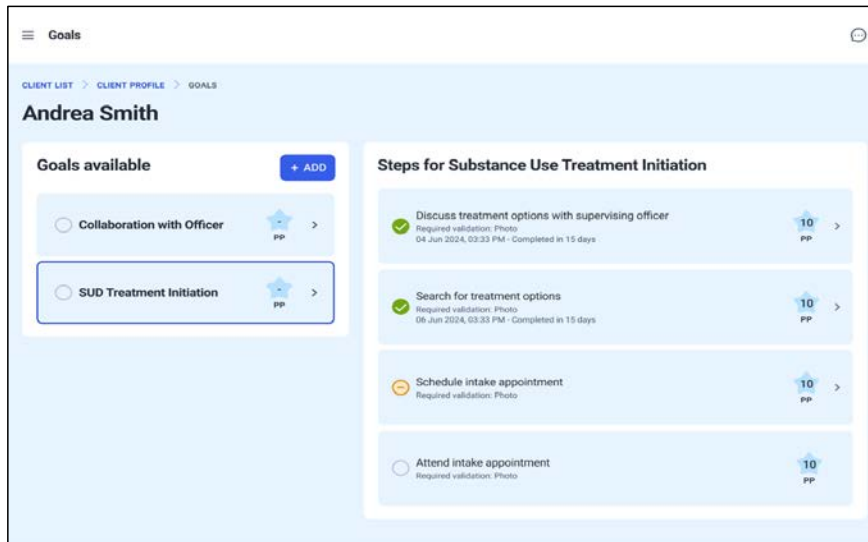 Goals
CLIENT LIST > CLIENT PROFILE > GOALS
Andrea Smith
Goals available
+ ADD
Collaboration with Officer
-
PP
SUD Treatment Initiation
-
PP
Steps for Substance Use Treatment Initiation
Discuss treatment options with supervising officer
Required validation: Photo
04 Jun 2024, 03:33 PM - Completed in 15 days
10
PP
Search for treatment options
Required validation: Photo
06 Jun 2024, 03:33 PM - Completed in 15 days
10
PP
Schedule intake appointment
Required validation: Photo
10
PP
Attend intake appointment
Required validation: Photo
10
PP